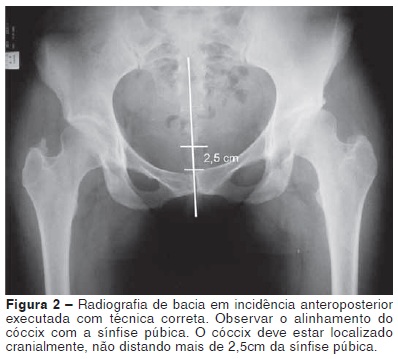 2,5 cm
Figura 2 – Radiografia de bacia em incidência anteroposterior
executada com técnica correta. Observar o alinhamento do
cóccix com a sínfise púbica. O cóccix deve estar localizado
cranialmente, não distando mais de 2,5cm da sínfise púbica.